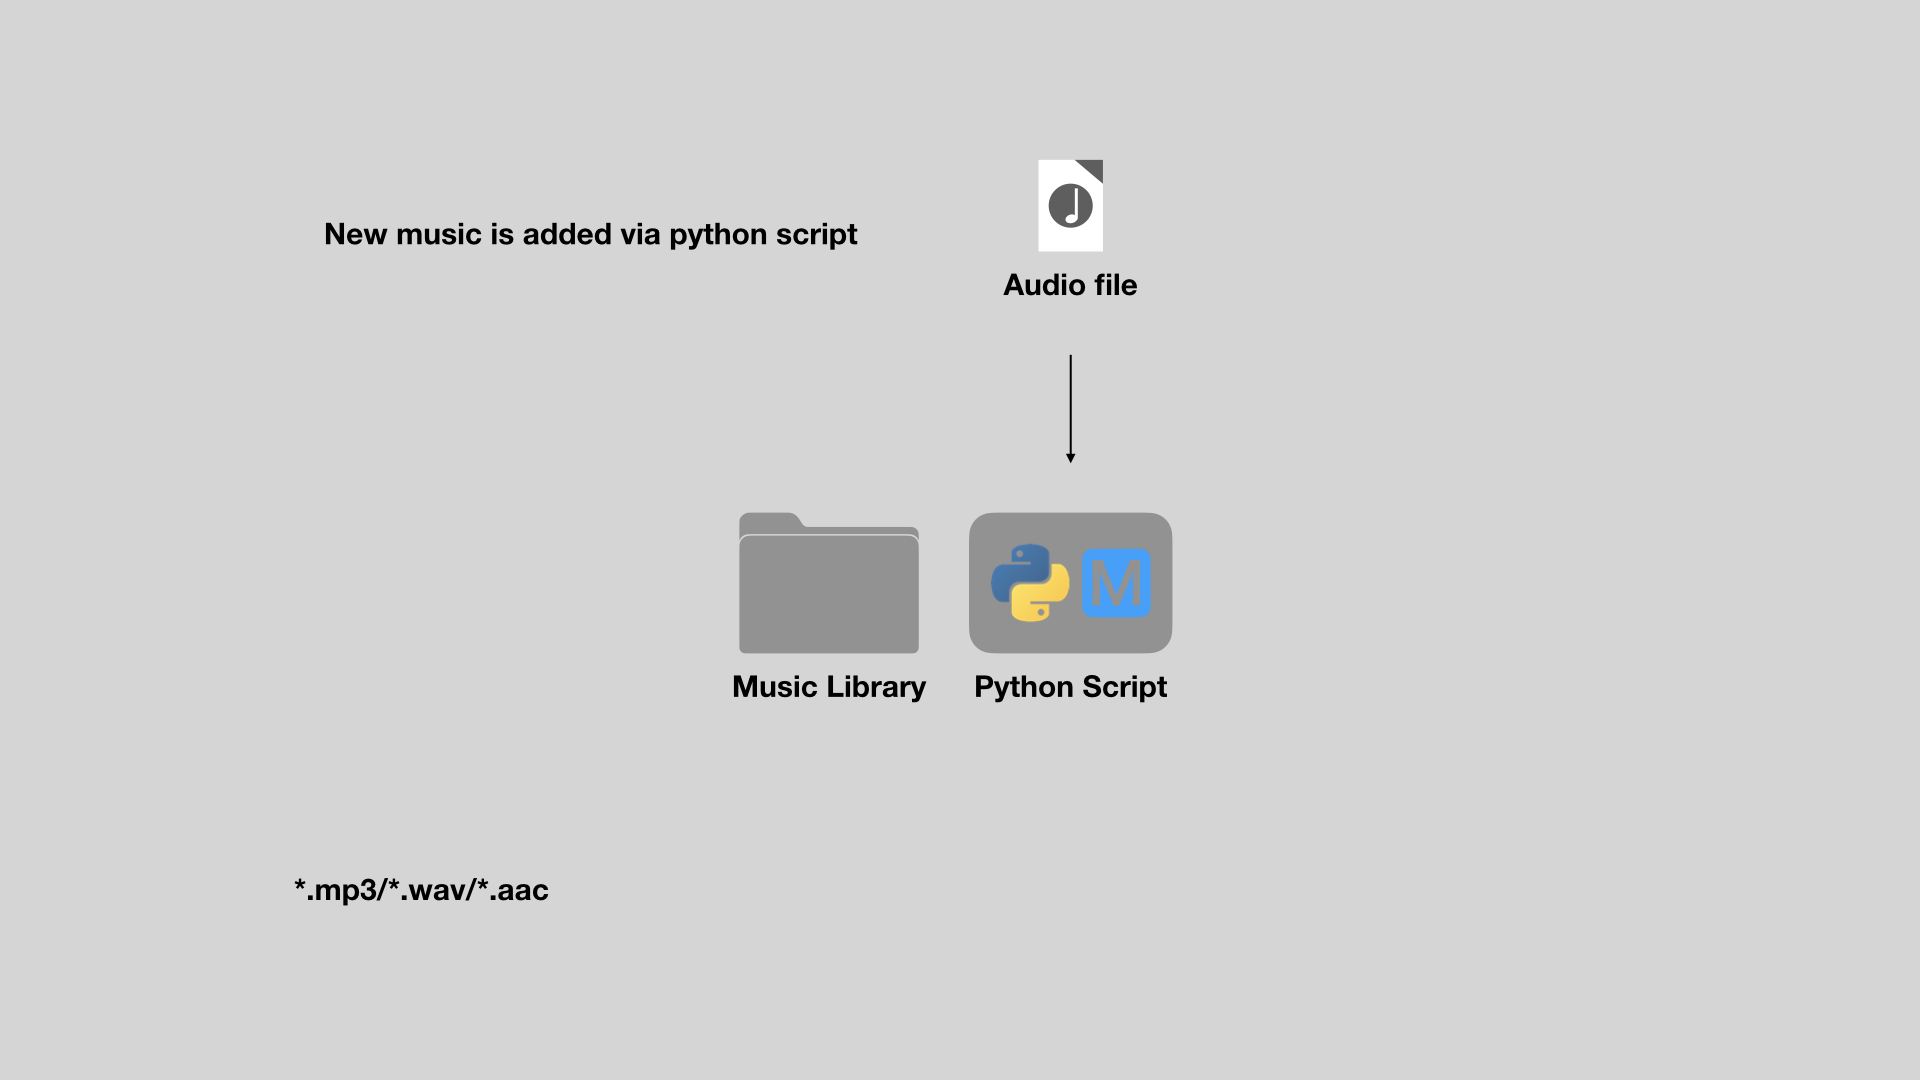 New music is added via python script
Audio file
M
Music Library
Python Script
*.mp3/*.wav/*.aac